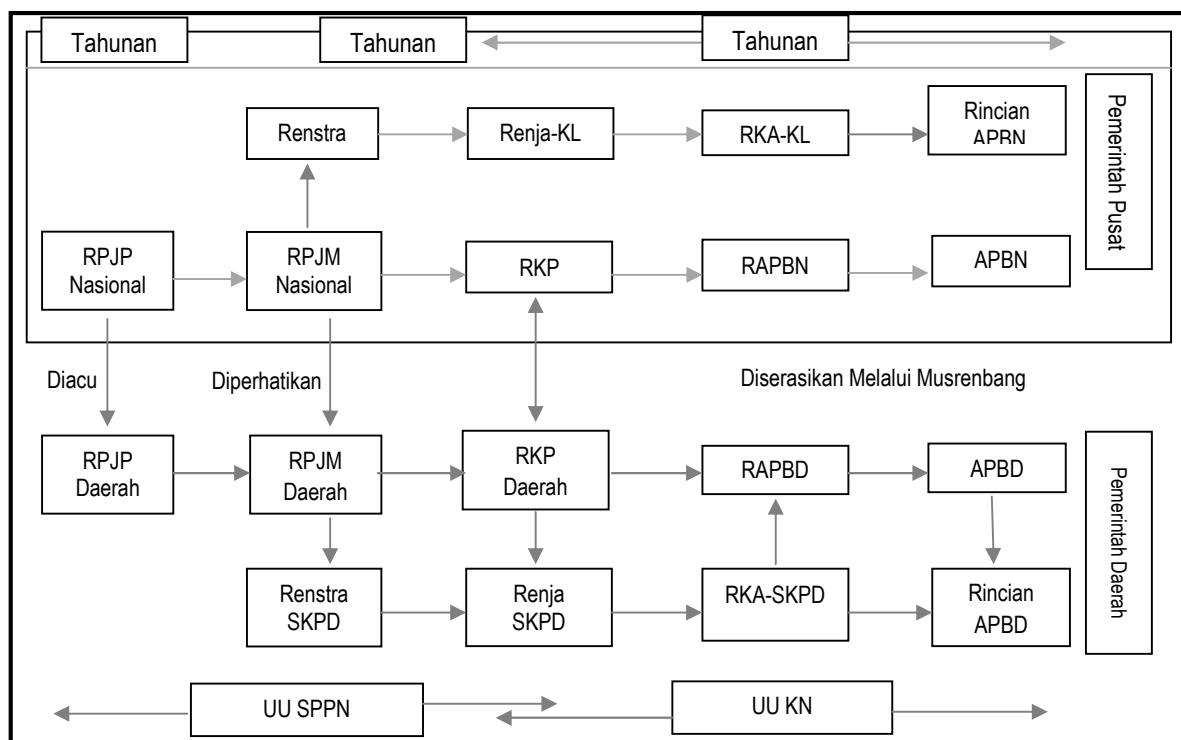 Tahunan
Tahunan
Tahunan
Renstra
Renja-KL
RKA-KL
Rincian
APBN
Pemerintah Pusat
RPJP
Nasional
RPJM
Nasional
RKP
RAPBN
APBN
Diacu
Diperhatikan
Diserasikan Melalui Musrenbang
RPJP
Daerah
RPJM
Daerah
RKP
Daerah
RAPBD
APBD
Pemerintah Daerah
Renstra
SKPD
Renja
SKPD
RKA-SKPD
Rincian
APBD
UU SPPN
UU KN